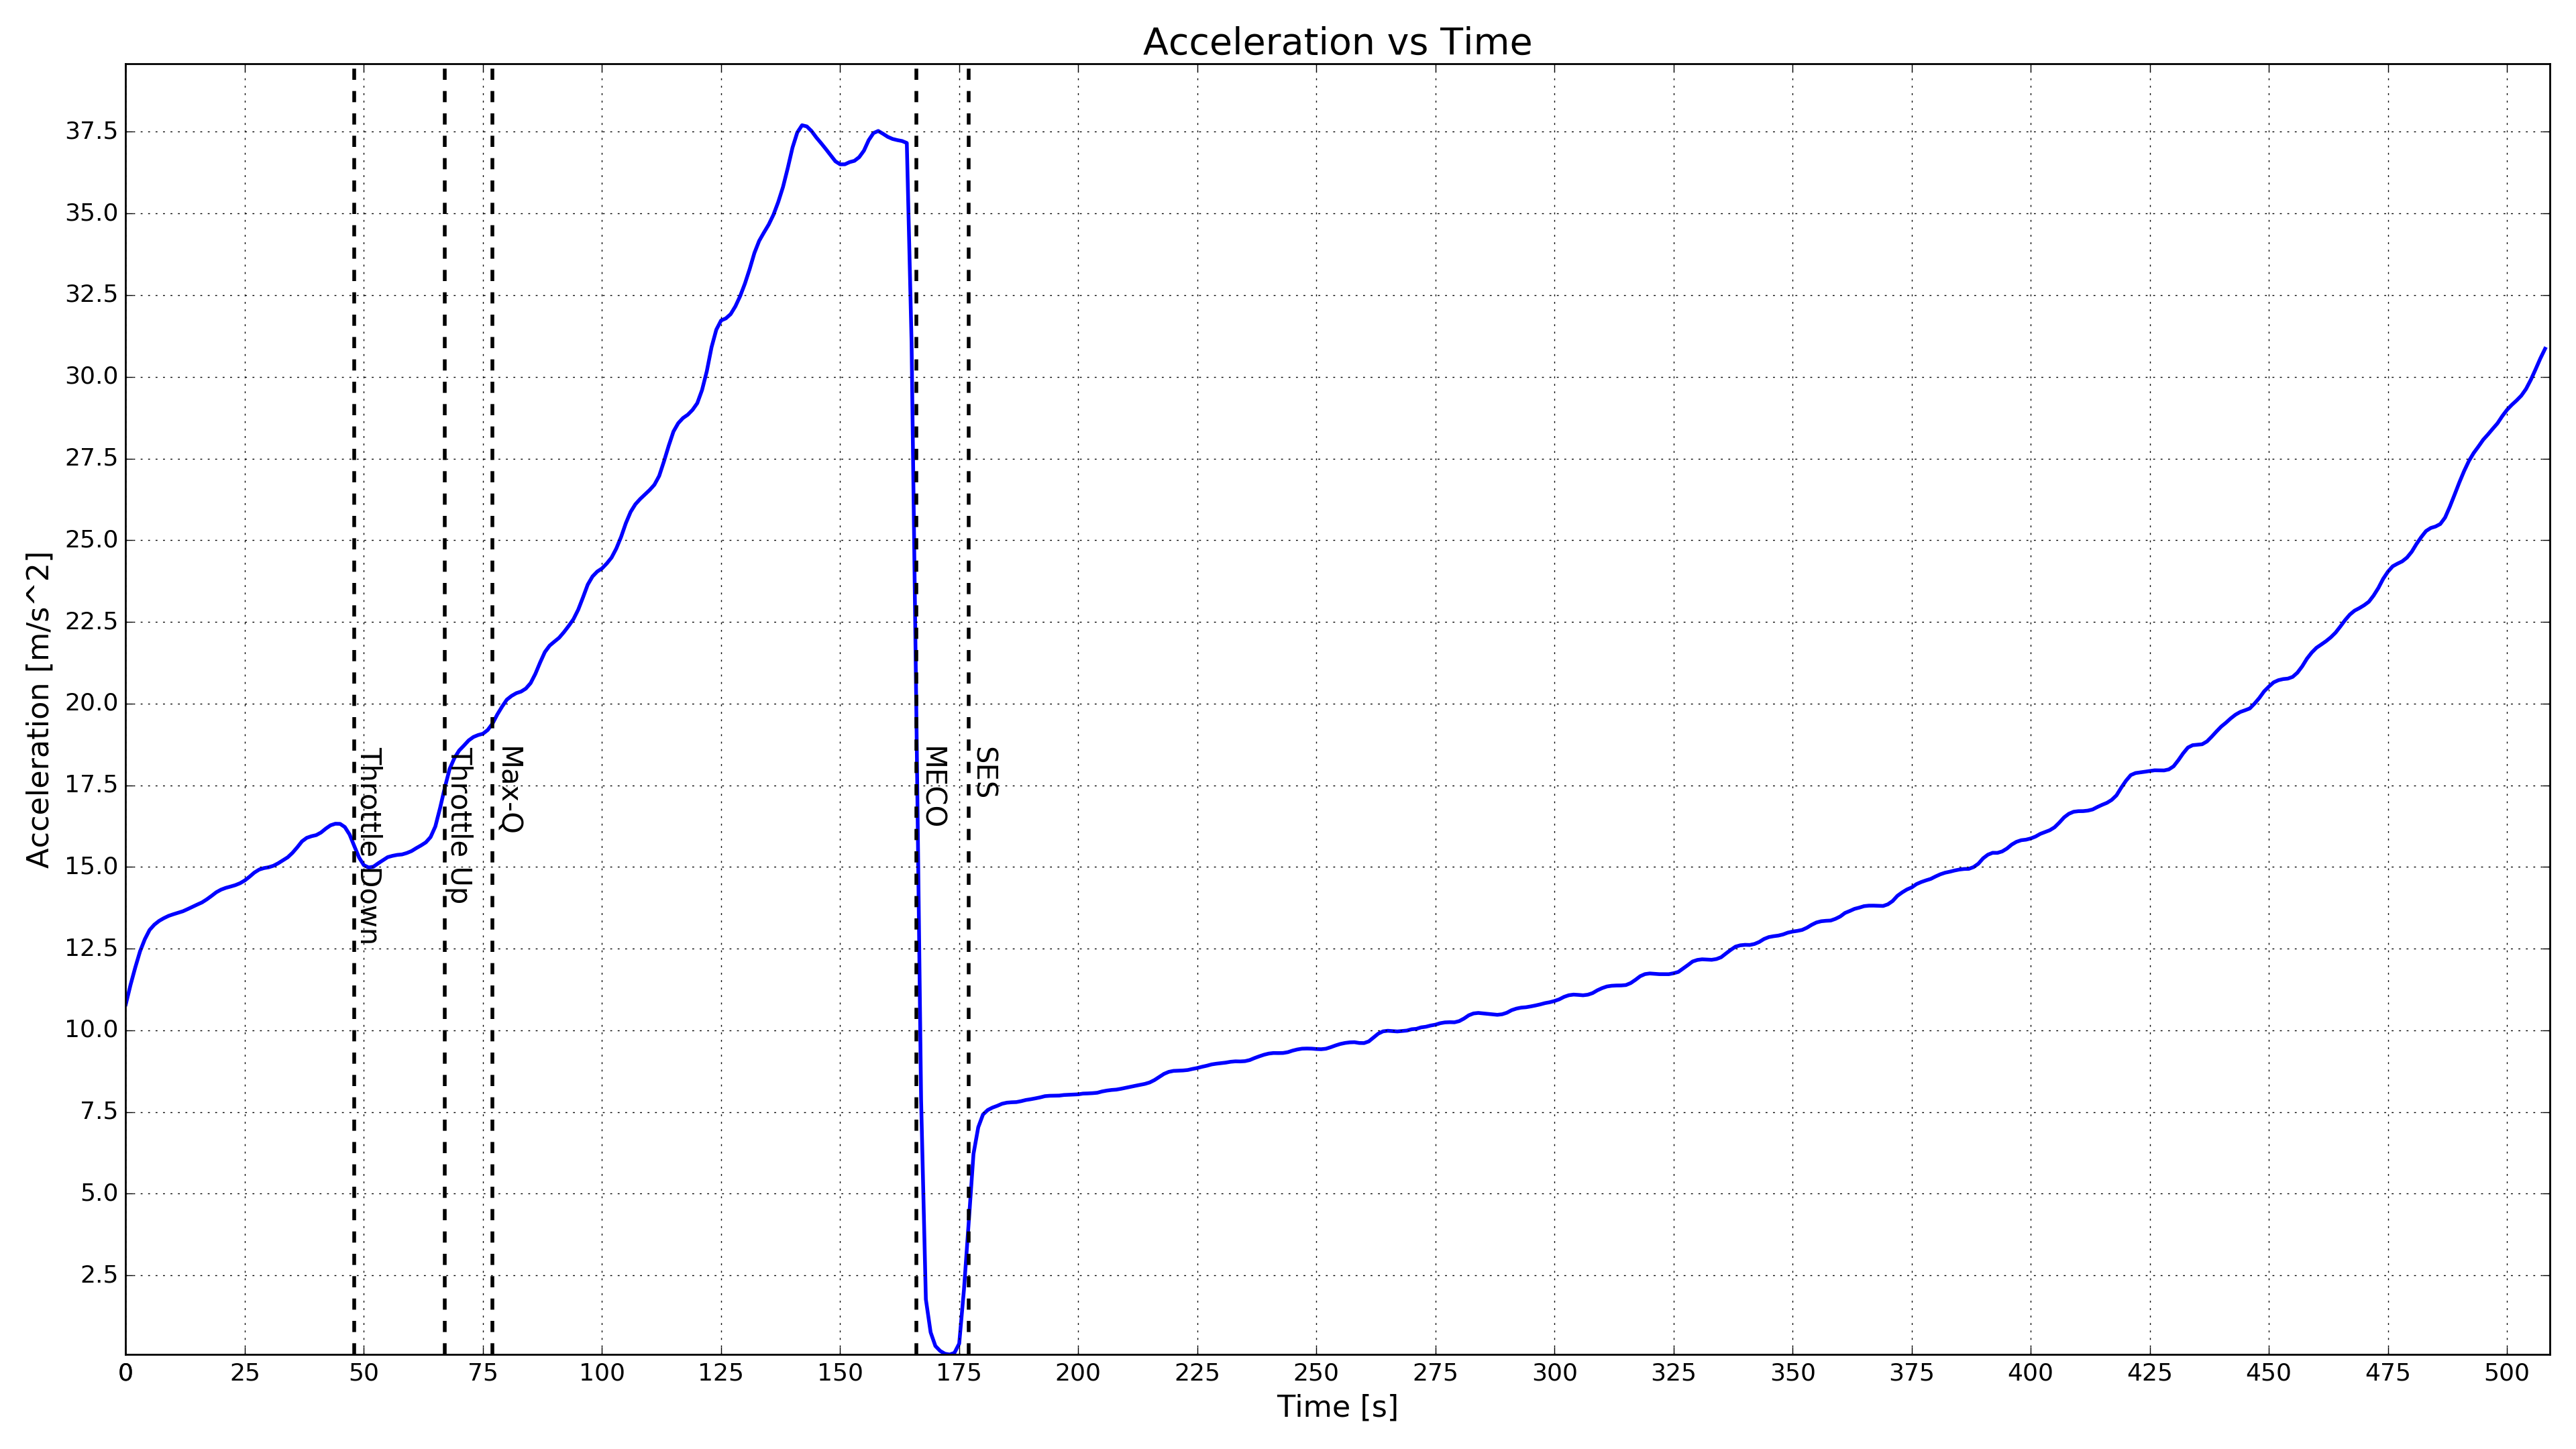 Acceleration vs Time
Acceleration [m/s^2]
37.5
35.0
32.5
30.0
27.5
25.0
22.5
20.0
17.5
15.0
12.5
10.0
7.5
5.0
2.5
Throttle Down
Throttle Up
Max-Q
MECO
SES
0 25 50 75 100 125 150 175 200 225 250 275 300 325 350 375 400 425 450 475 500
Time [s]